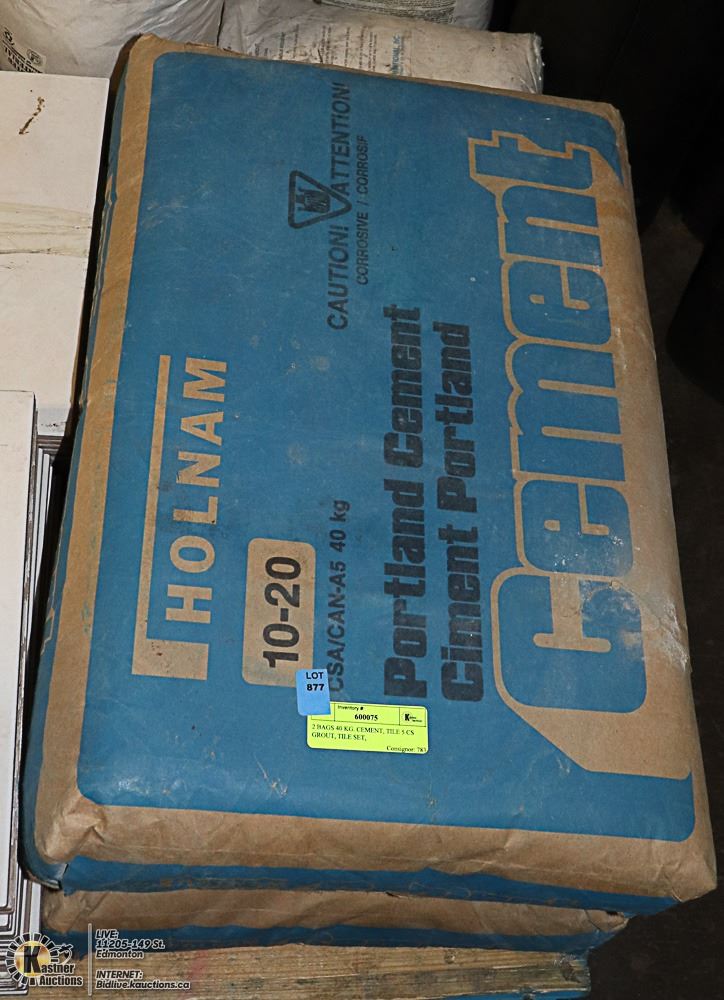 HOLNAM
10-20
CSA/CAN-A5 40 kg
CAUTION! ATTENTION!
CORROSIVE / CORROSIF
Portland Cement
Ciment Portland
Cement
LOT
877
Inventory #
600075
2 BAGS 40 KG. CEMENT, TILE 5 CS
GROUT, TILE SET,
Consignor: 783
Kastner
Auctions
LIVE:
11205-149 St.
Edmonton
INTERNET:
Bidlive.kauctions.ca